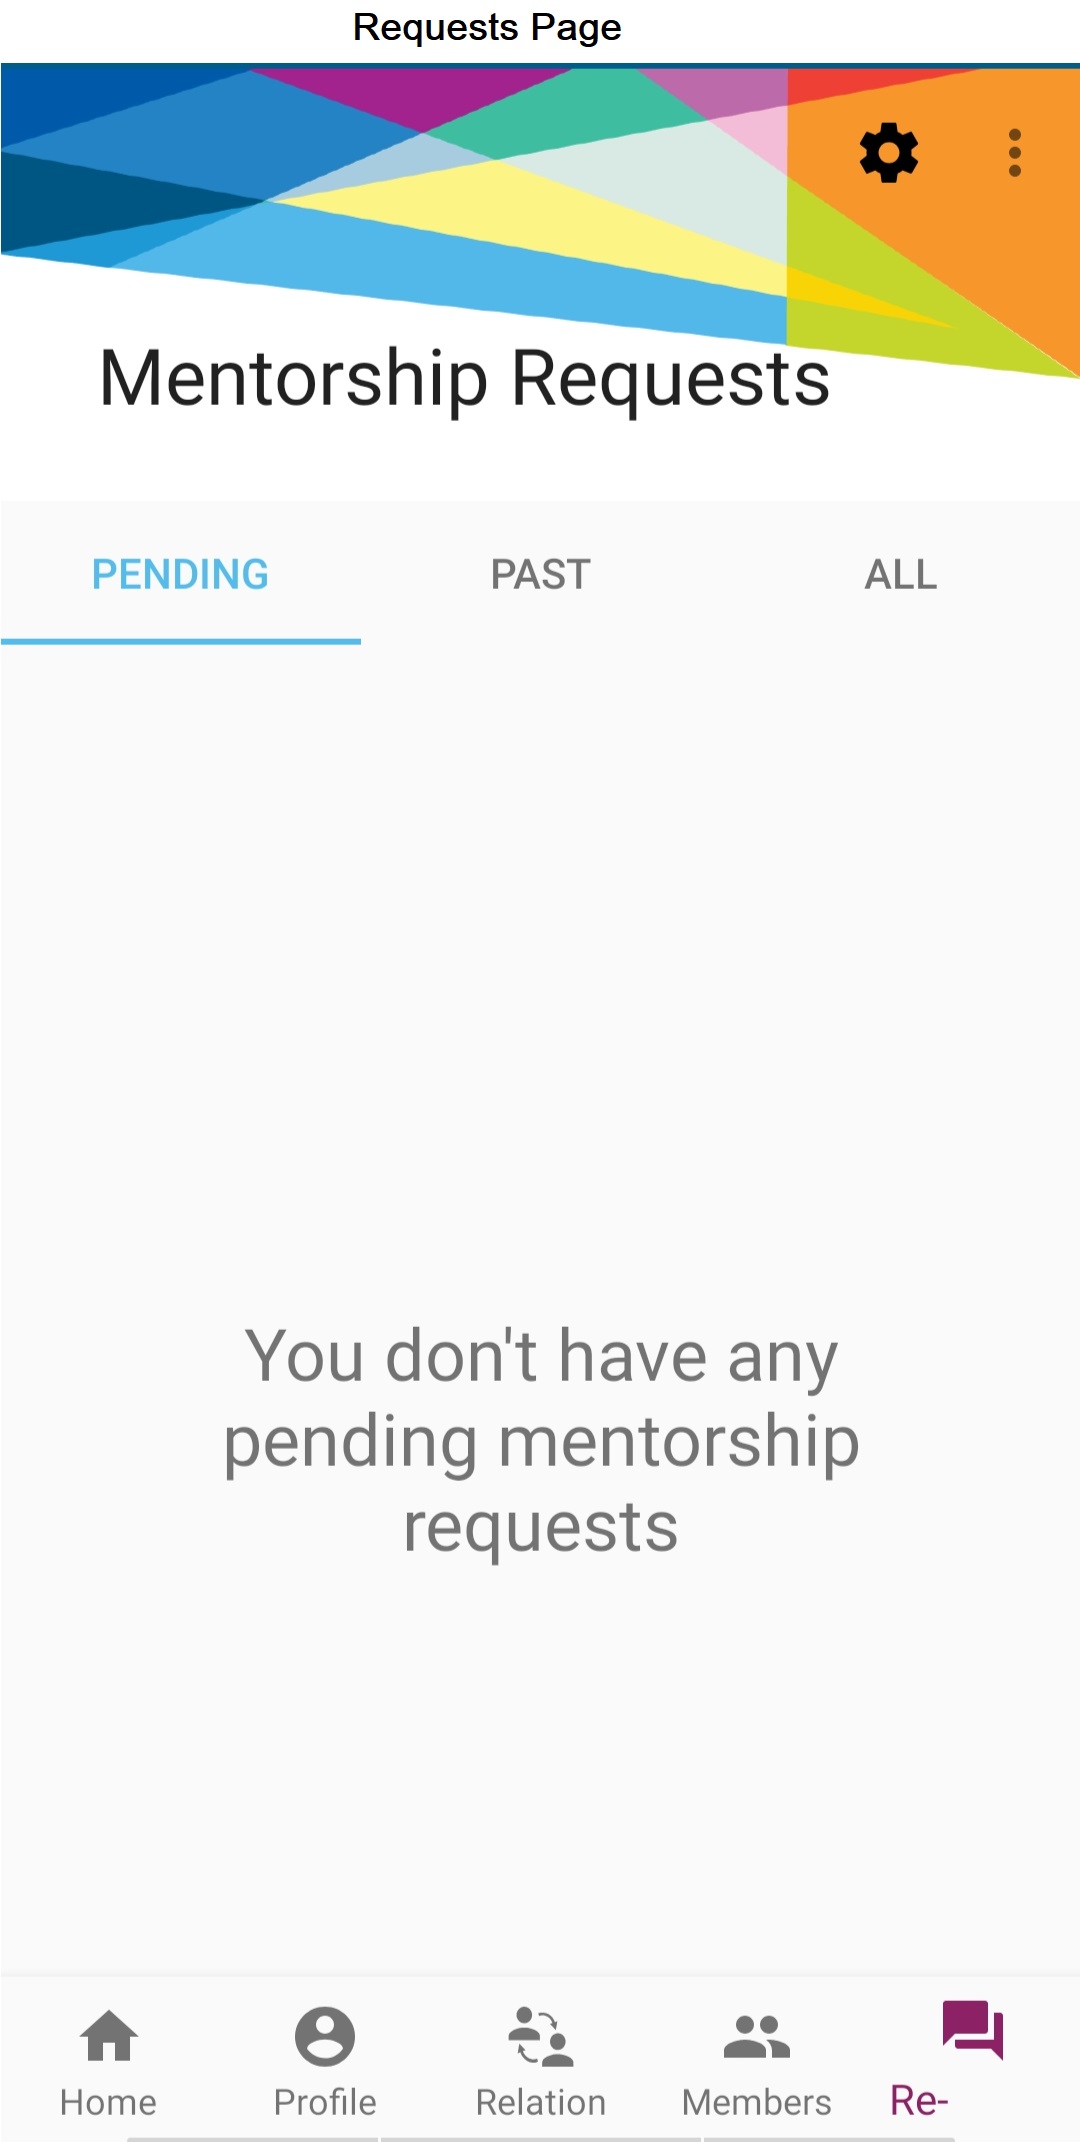 Requests Page
Mentorship Requests
PENDING PAST ALL
You don't have any
pending mentorship
requests
Home Profile Relation Members Re-